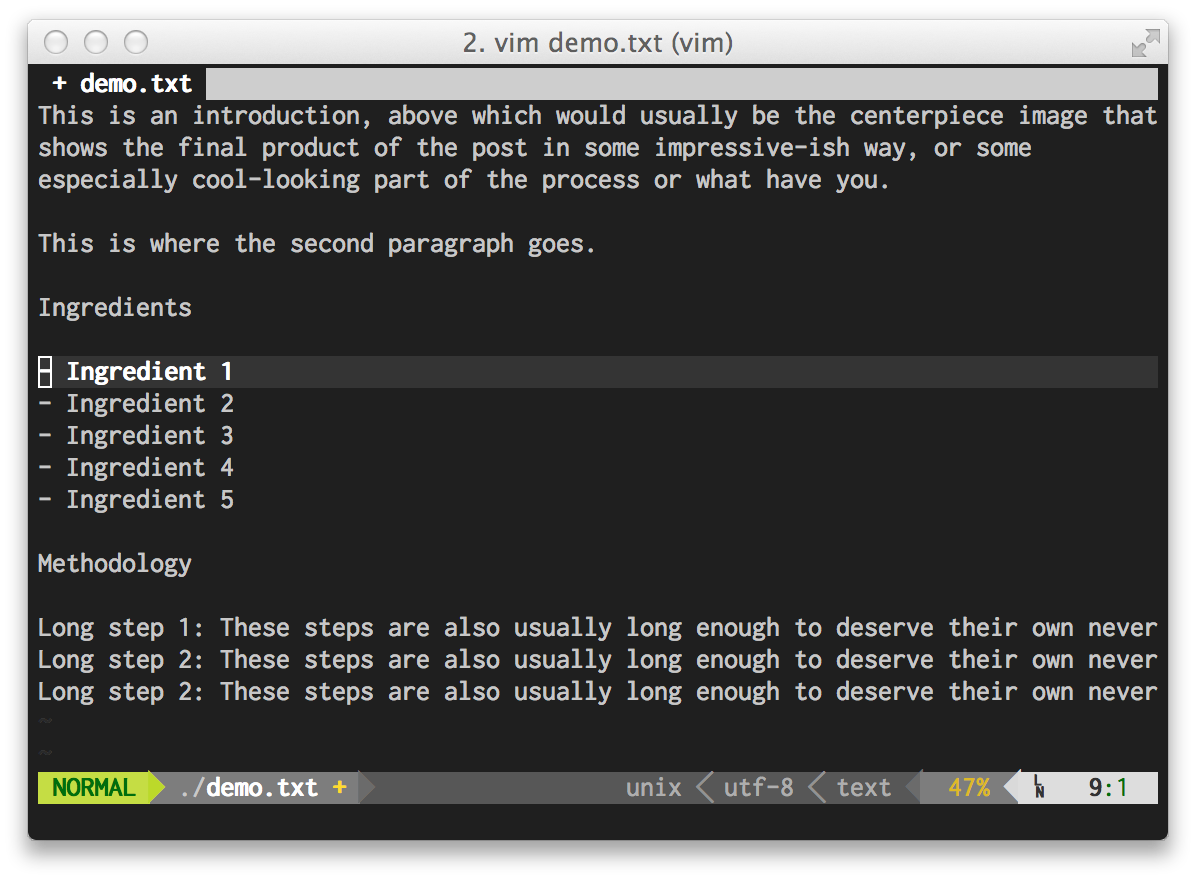 2. vim demo.txt (vim)
+ demo.txt
This is an introduction, above which would usually be the centerpiece image that
shows the final product of the post in some impressive-ish way, or some
especially cool-looking part of the process or what have you.
This is where the second paragraph goes.
Ingredients
- Ingredient 1
- Ingredient 2
- Ingredient 3
- Ingredient 4
- Ingredient 5
Methodology
Long step 1: These steps are also usually long enough to deserve their own never
Long step 2: These steps are also usually long enough to deserve their own never
Long step 2: These steps are also usually long enough to deserve their own never
~
~
NORMAL ./demo.txt + unix utf-8 text 47% LN 9:1